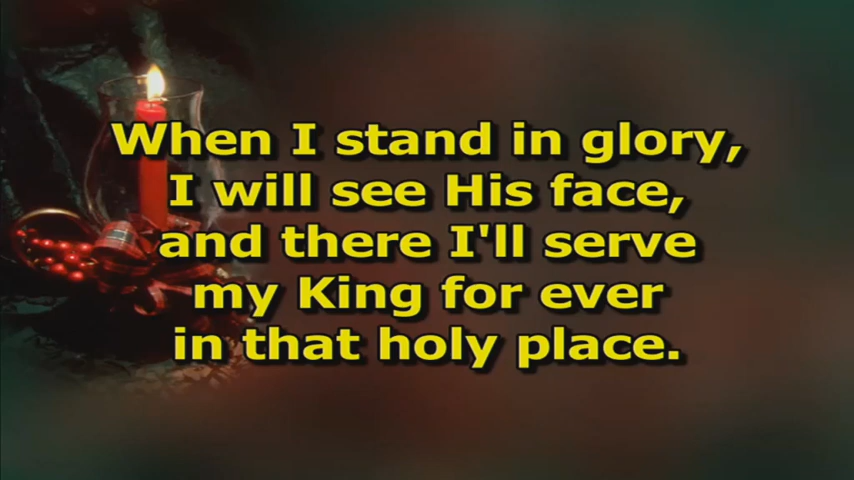 When I stand in glory,
I will see His face,
and there I'll serve
my King for ever
in that holy place.